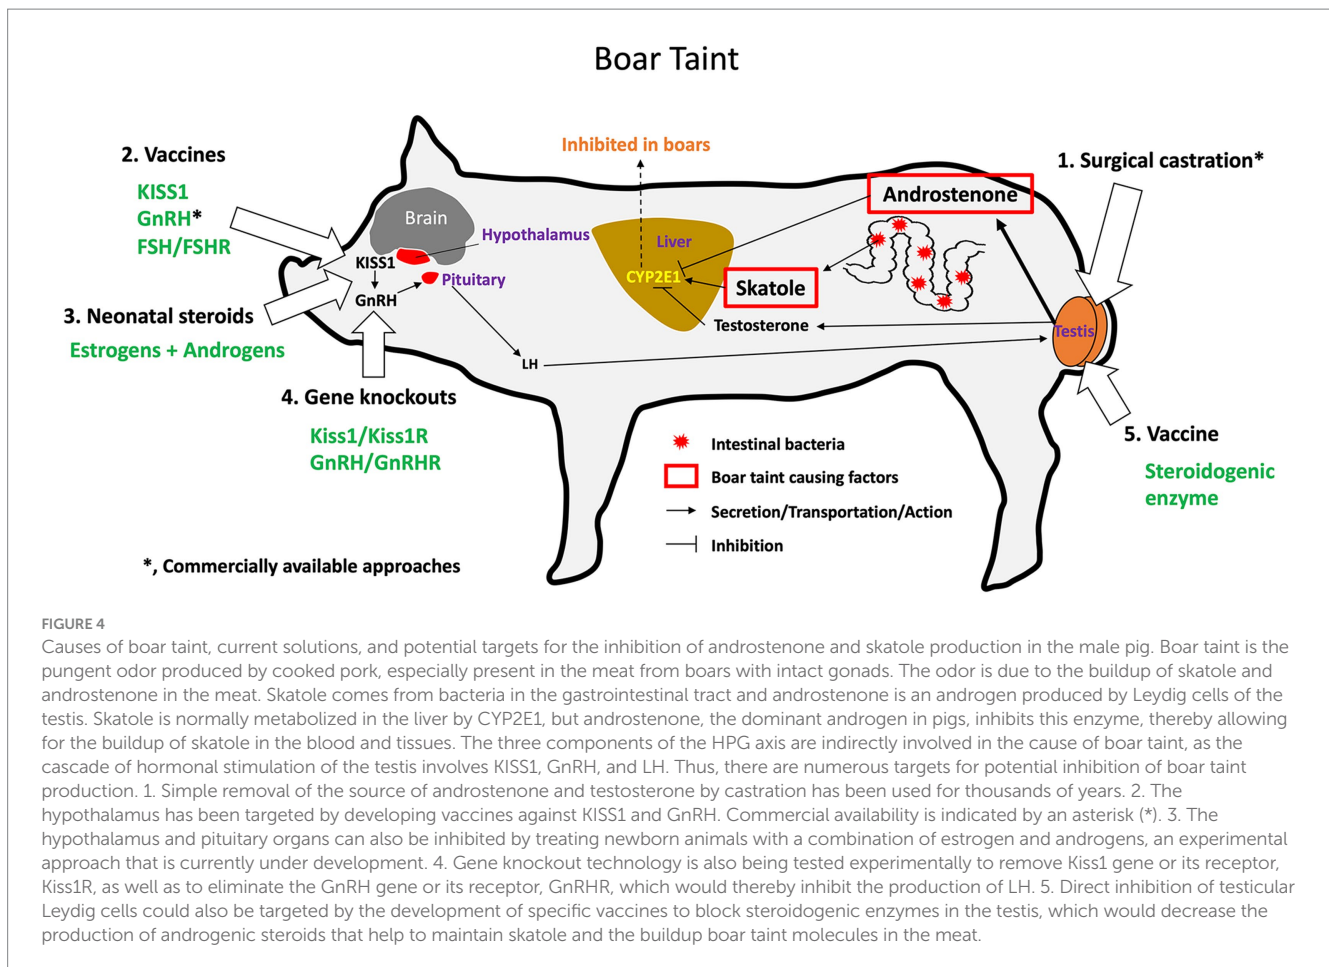 Boar Taint
2. Vaccines
KISS1
GnRH*
FSH/FSHR
Inhibited in boars
1. Surgical castration*
Androstenone
Brain
Hypothalamus
Liver
KISS1
CYP2E1
Pituitary
Skatole
GnRH
3. Neonatal steroids
Estrogens + Androgens
Testosterone
Testis
LH
4. Gene knockouts
Kiss1/Kiss1R
GnRH/GnRHR
Intestinal bacteria
Boar taint causing factors
Secretion/Transportation/Action
Inhibition
5. Vaccine
Steroidogenic
enzyme
*, Commercially available approaches
FIGURE 4
Causes of boar taint, current solutions, and potential targets for the inhibition of androstenone and skatole production in the male pig. Boar taint is the
pungent odor produced by cooked pork, especially present in the meat from boars with intact gonads. The odor is due to the buildup of skatole and
androstenone in the meat. Skatole comes from bacteria in the gastrointestinal tract and androstenone is an androgen produced by Leydig cells of the
testis. Skatole is normally metabolized in the liver by CYP2E1, but androstenone, the dominant androgen in pigs, inhibits this enzyme, thereby allowing
for the buildup of skatole in the blood and tissues. The three components of the HPG axis are indirectly involved in the cause of boar taint, as the
cascade of hormonal stimulation of the testis involves KISS1, GnRH, and LH. Thus, there are numerous targets for potential inhibition of boar taint
production. 1. Simple removal of the source of androstenone and testosterone by castration has been used for thousands of years. 2. The
hypothalamus has been targeted by developing vaccines against KISS1 and GnRH. Commercial availability is indicated by an asterisk (*). 3. The
hypothalamus and pituitary organs can also be inhibited by treating newborn animals with a combination of estrogen and androgens, an experimental
approach that is currently under development. 4. Gene knockout technology is also being tested experimentally to remove Kiss1 gene or its receptor,
Kiss1R, as well as to eliminate the GnRH gene or its receptor, GnRHR, which would thereby inhibit the production of LH. 5. Direct inhibition of testicular
Leydig cells could also be targeted by the development of specific vaccines to block steroidogenic enzymes in the testis, which would decrease the
production of androgenic steroids that help to maintain skatole and the buildup boar taint molecules in the meat.